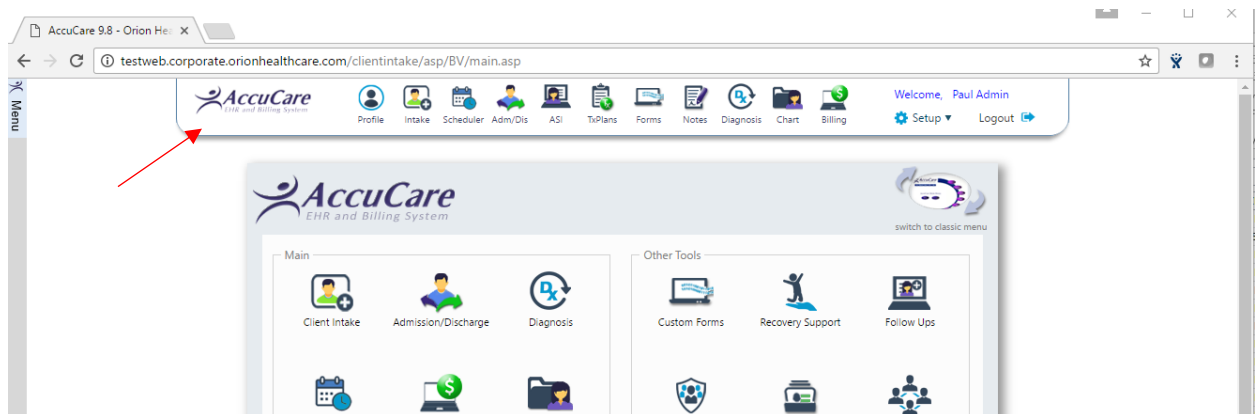 AccuCare 9.8 - Orion Hea
testweb.corporate.orionhealthcare.com/clientintake/asp/BV/main.asp
Menu
AccuCare
EHR and Billing System
Profile Intake Scheduler Adm/Dis ASI TxPlans Forms Notes Diagnosis Chart Billing
Welcome, Paul Admin
Setup ▼ Logout
AccuCare
EHR and Billing System
switch to classic menu
Main
Client Intake Admission/Discharge Diagnosis
Other Tools
Custom Forms Recovery Support Follow Ups